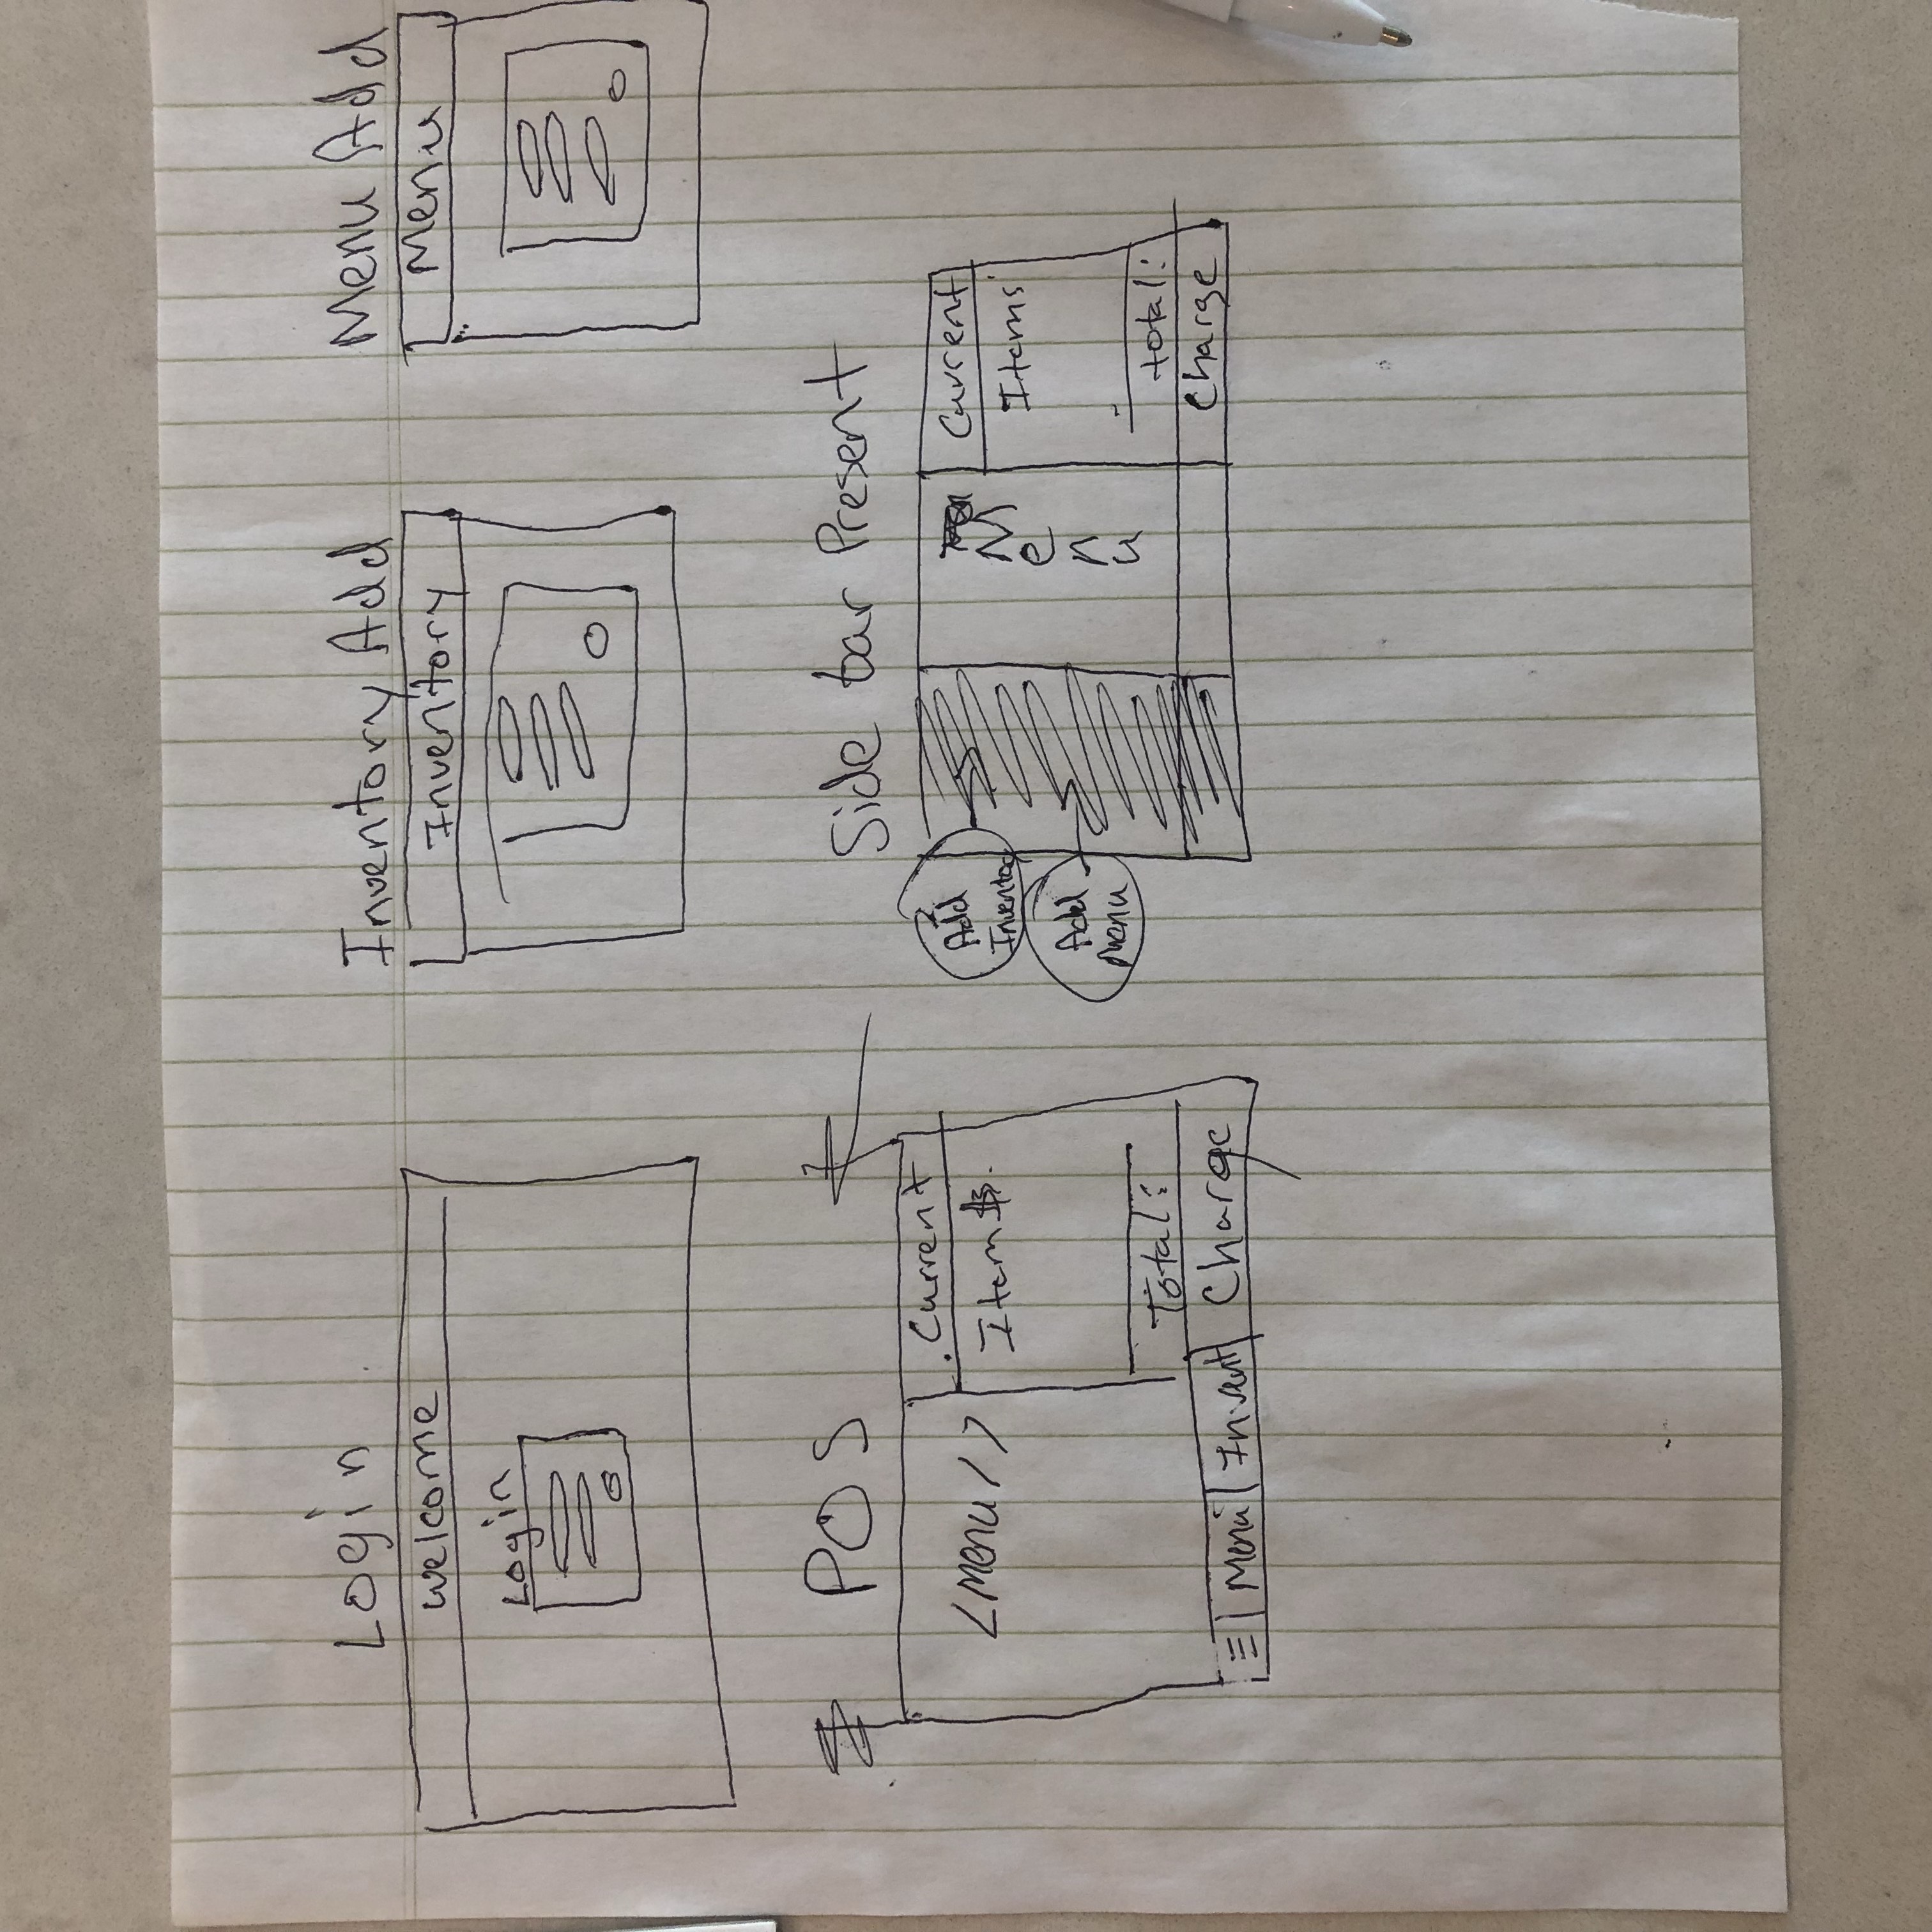 Login
Welcome
Login
Inventory Add
Inventory
Menu Add
Menu
POS
<Menu/>
Current
Items
Total:
Menu
Invent
Charge
Side bar Present
Add
Inventory
Add
Menu
Menu
Current
Items
total:
Charge